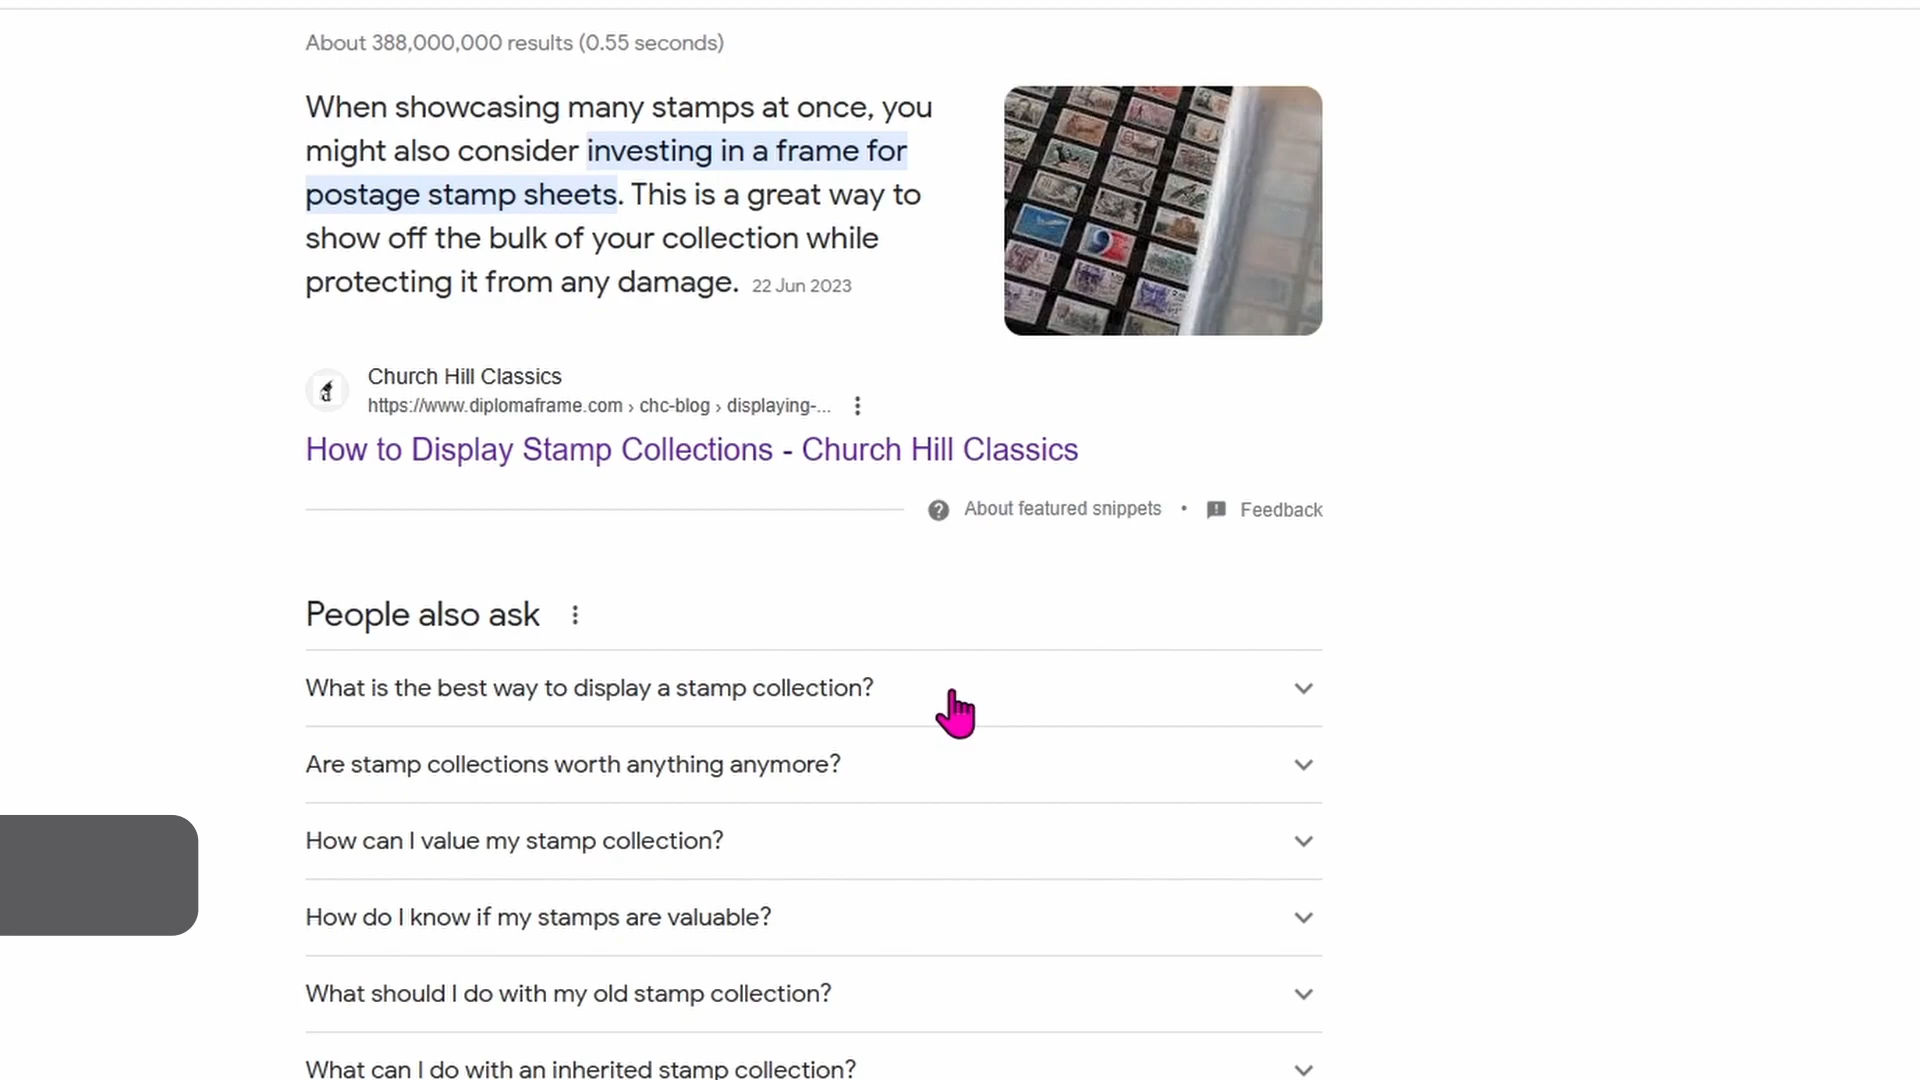 About 388,000,000 results (0.55 seconds)
When showcasing many stamps at once, you
might also consider investing in a frame for
postage stamp sheets. This is a great way to
show off the bulk of your collection while
protecting it from any damage. 22 Jun 2023
Church Hill Classics
https://www.diplomaframe.com › chc-blog › displaying-...
How to Display Stamp Collections - Church Hill Classics
About featured snippets • Feedback
People also ask
What is the best way to display a stamp collection?
Are stamp collections worth anything anymore?
How can I value my stamp collection?
How do I know if my stamps are valuable?
What should I do with my old stamp collection?
What can I do with an inherited stamp collection?